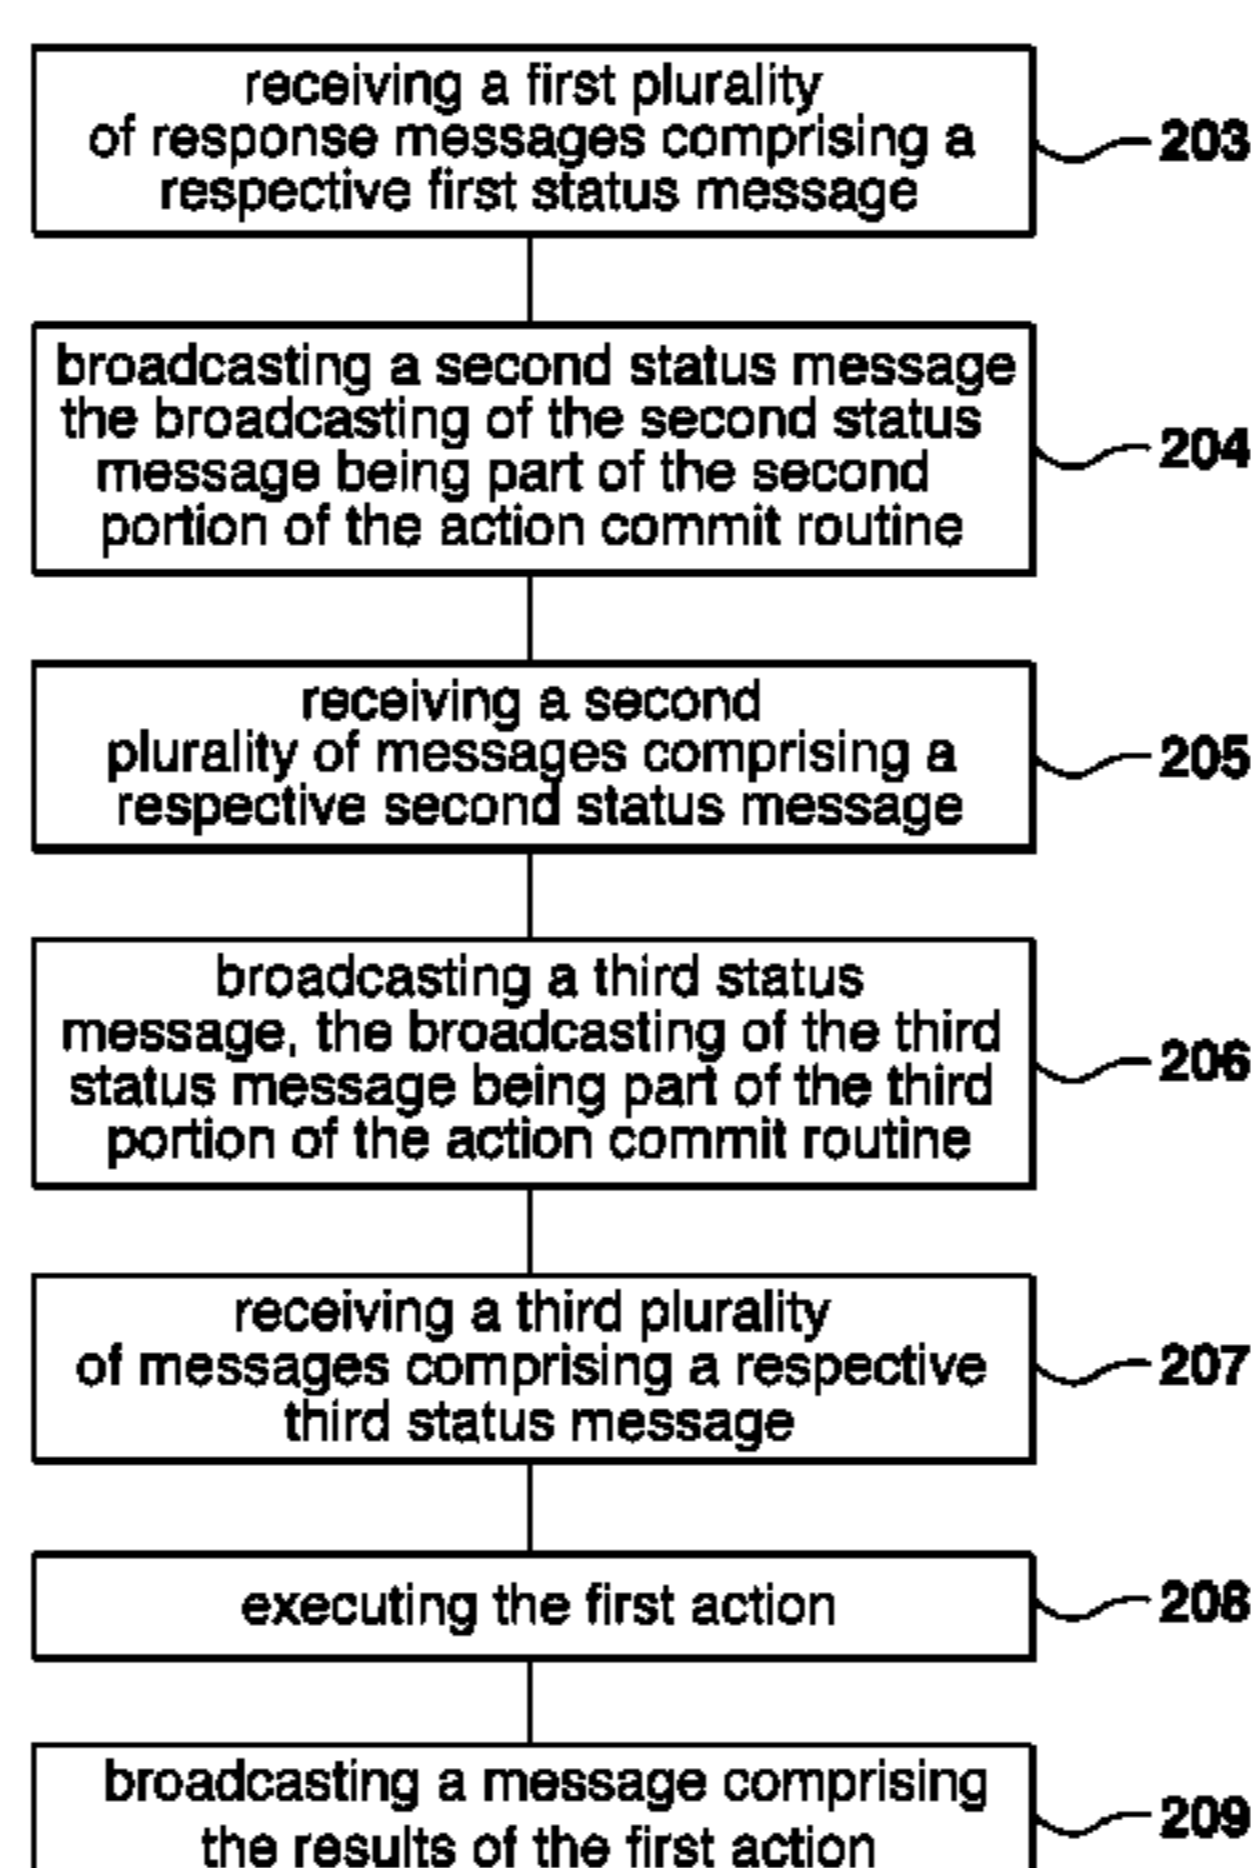 receiving a first plurality
of response messages comprising a
respective first status message
203
broadcasting a second status message
the broadcasting of the second status
message being part of the second
portion of the action commit routine
204
receiving a second
plurality of messages comprising a
respective second status message
205
broadcasting a third status
message, the broadcasting of the third
status message being part of the third
portion of the action commit routine
206
receiving a third plurality
of messages comprising a respective
third status message
207
executing the first action
208
broadcasting a message comprising
the results of the first action
209